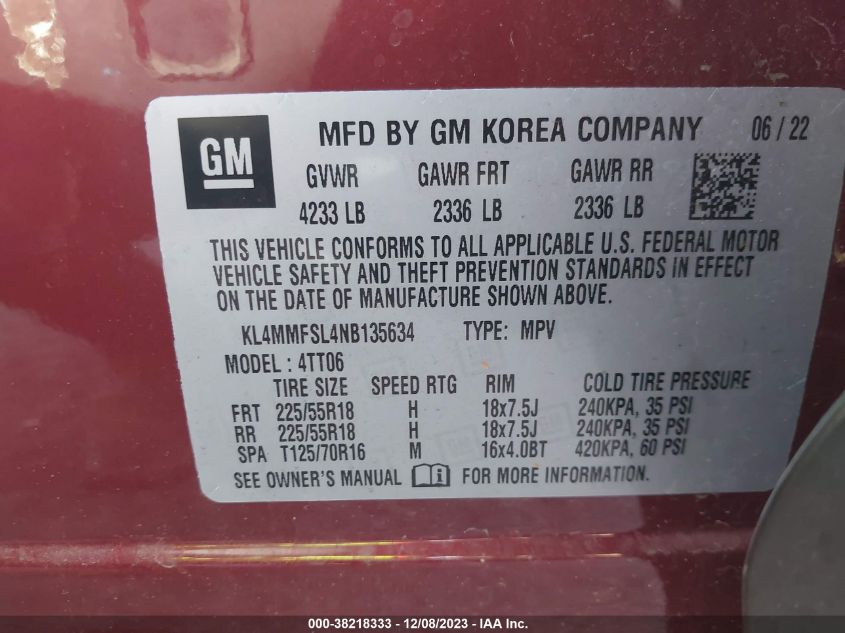 GM
MFD BY GM KOREA COMPANY 06 / 22
GVWR GAWR FRT GAWR RR
4233 LB 2336 LB 2336 LB
THIS VEHICLE CONFORMS TO ALL APPLICABLE U.S. FEDERAL MOTOR
VEHICLE SAFETY AND THEFT PREVENTION STANDARDS IN EFFECT
ON THE DATE OF MANUFACTURE SHOWN ABOVE.
KL4MMFSL4NB135634 TYPE: MPV
MODEL : 4TT06
TIRE SIZE SPEED RTG RIM COLD TIRE PRESSURE
FRT 225/55R18 H 18x7.5J 240KPA, 35 PSI
RR 225/55R18 H 18x7.5J 240KPA, 35 PSI
SPA T125/70R16 M 16x4.0BT 420KPA, 60 PSI
SEE OWNER'S MANUAL i FOR MORE INFORMATION.
000-38218333 - 12/08/2023 - IAA Inc.